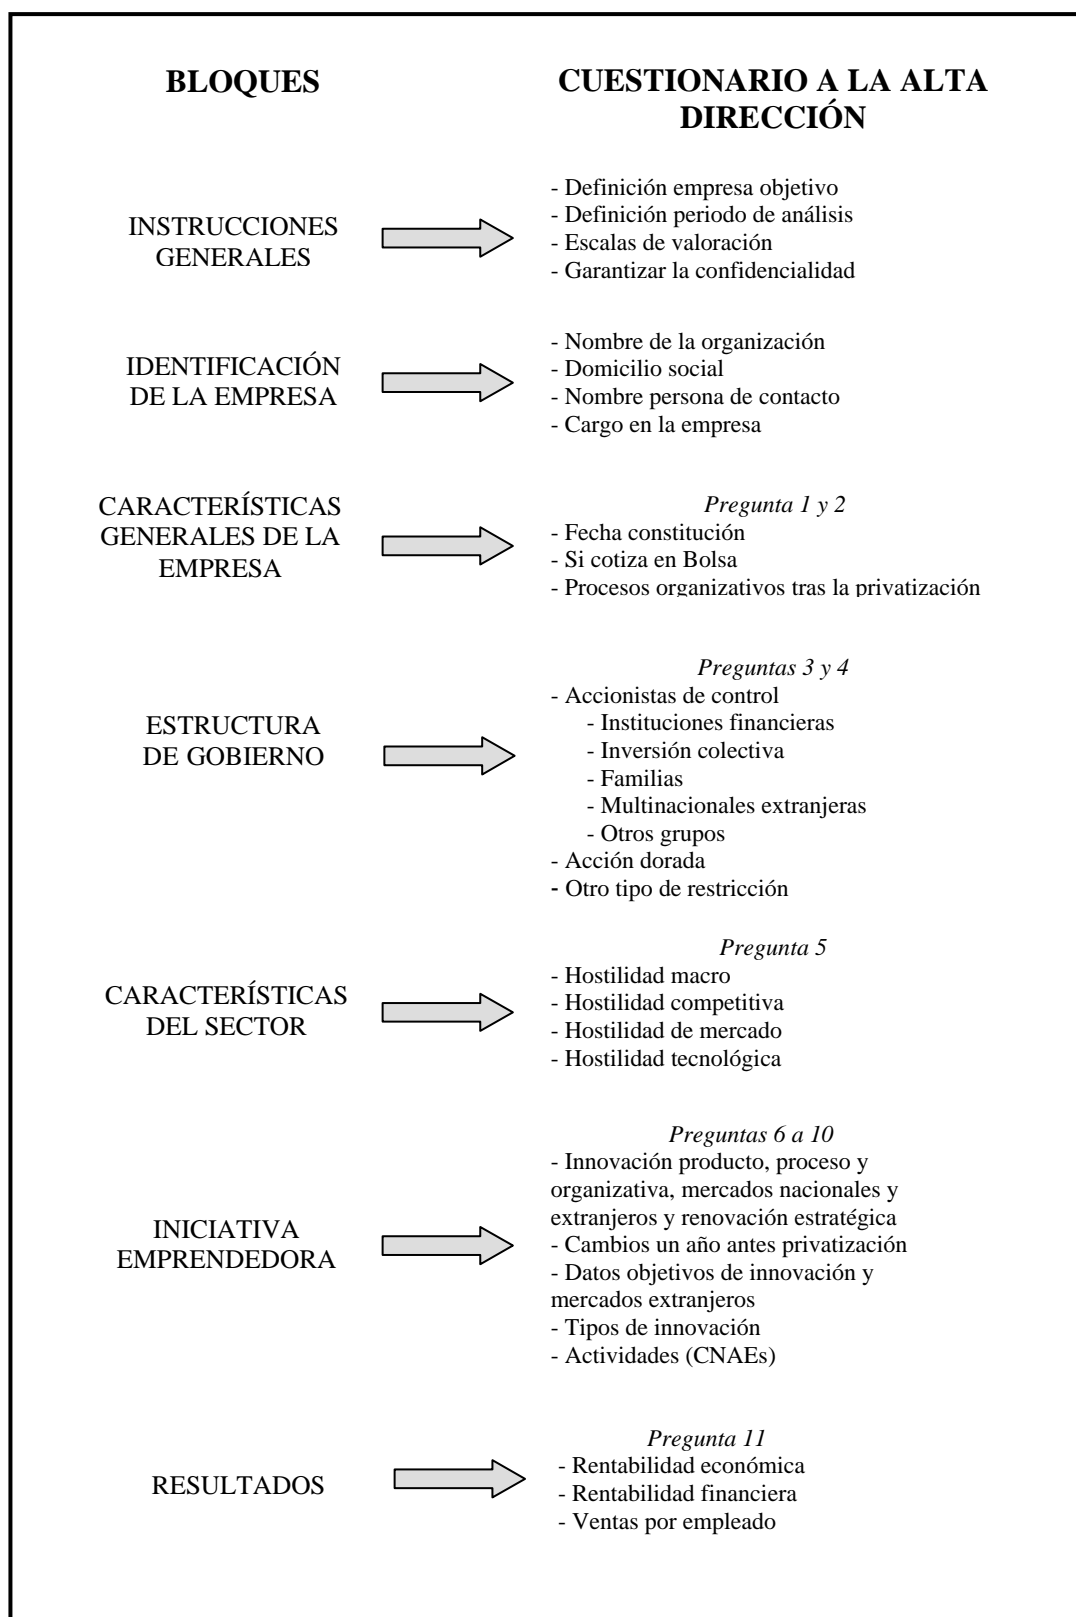 BLOQUES
CUESTIONARIO A LA ALTA
DIRECCIÓN
INSTRUCCIONES
GENERALES
- Definición empresa objetivo
- Definición periodo de análisis
- Escalas de valoración
- Garantizar la confidencialidad
IDENTIFICACIÓN
DE LA EMPRESA
- Nombre de la organización
- Domicilio social
- Nombre persona de contacto
- Cargo en la empresa
CARACTERÍSTICAS
GENERALES DE LA
EMPRESA
Pregunta 1 y 2
- Fecha constitución
- Si cotiza en Bolsa
- Procesos organizativos tras la privatización
ESTRUCTURA
DE GOBIERNO
Preguntas 3 y 4
- Accionistas de control
- Instituciones financieras
- Inversión colectiva
- Familias
- Multinacionales extranjeras
- Otros grupos
- Acción dorada
- Otro tipo de restricción
CARACTERÍSTICAS
DEL SECTOR
Pregunta 5
- Hostilidad macro
- Hostilidad competitiva
- Hostilidad de mercado
- Hostilidad tecnológica
INICIATIVA
EMPRENDEDORA
Preguntas 6 a 10
- Innovación producto, proceso y
organizativa, mercados nacionales y
extranjeros y renovación estratégica
- Cambios un año antes privatización
- Datos objetivos de innovación y
mercados extranjeros
- Tipos de innovación
- Actividades (CNAEs)
RESULTADOS
Pregunta 11
- Rentabilidad económica
- Rentabilidad financiera
- Ventas por empleado